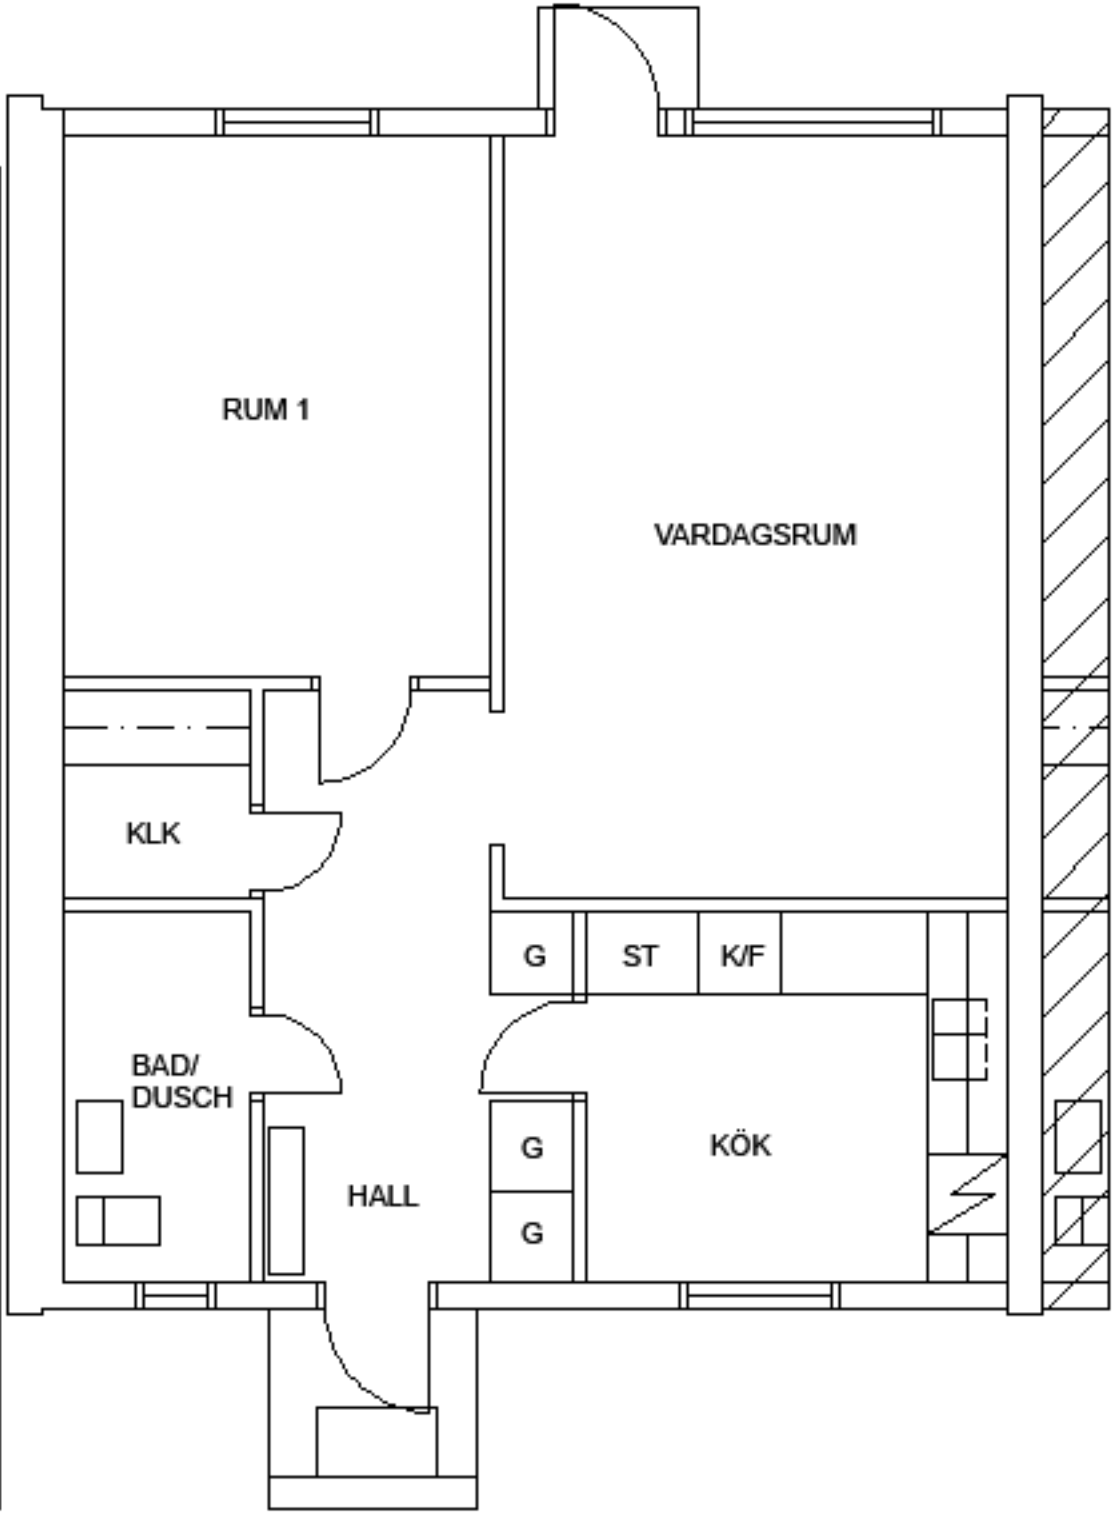 RUM 1
VARDAGSRUM
KLK
G
ST
K/F
BAD/
DUSCH
G
KÖK
HALL
G